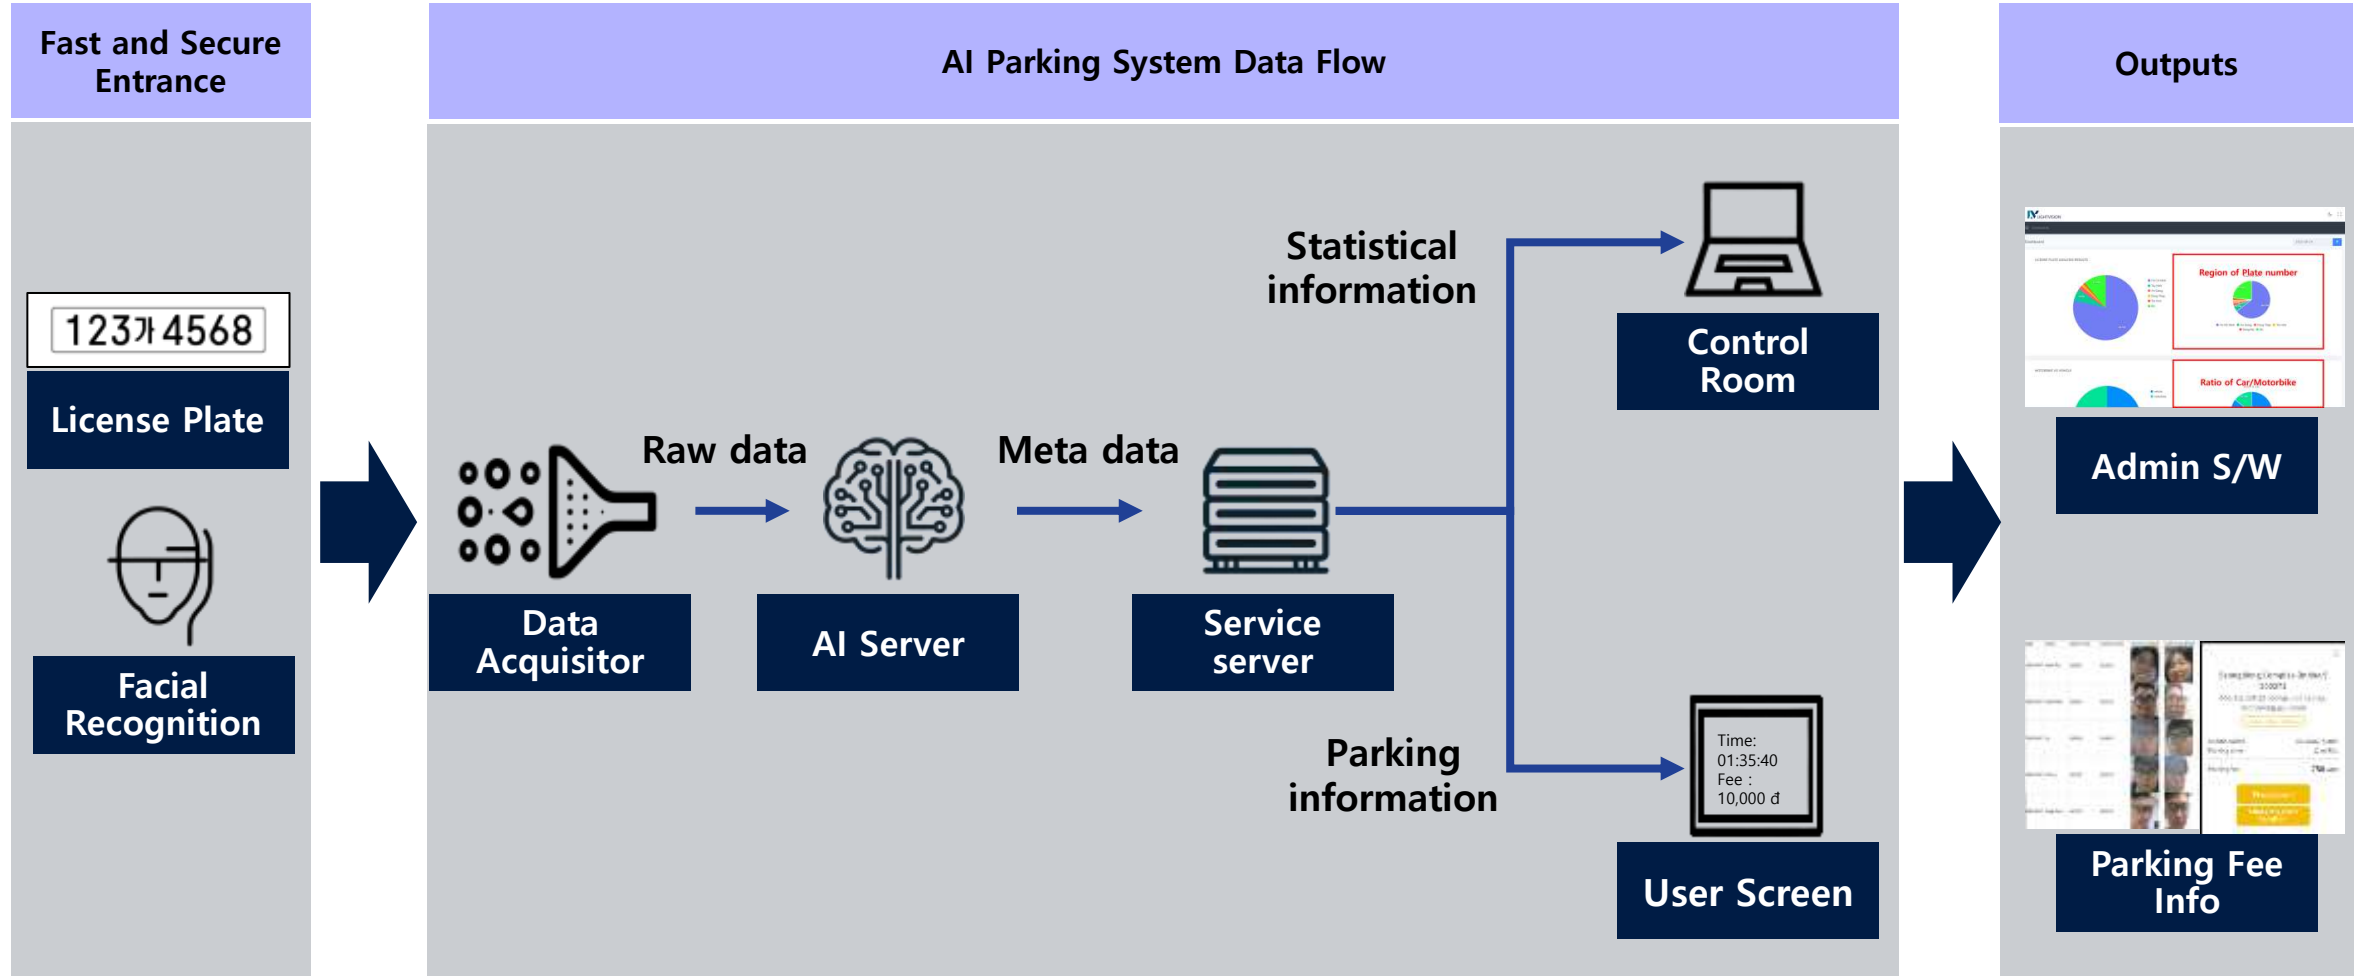 Fast and Secure
Entrance
123가4568
License Plate
Facial
Recognition
AI Parking System Data Flow
Data
Acquisitor
Raw data
AI Server
Meta data
Service
server
Statistical
information
Control
Room
Parking
information
Time:
01:35:40
Fee :
10,000 đ
User Screen
Outputs
Region of Plate number
Ratio of Car/Motorbike
Admin S/W
Parking Fee
Info